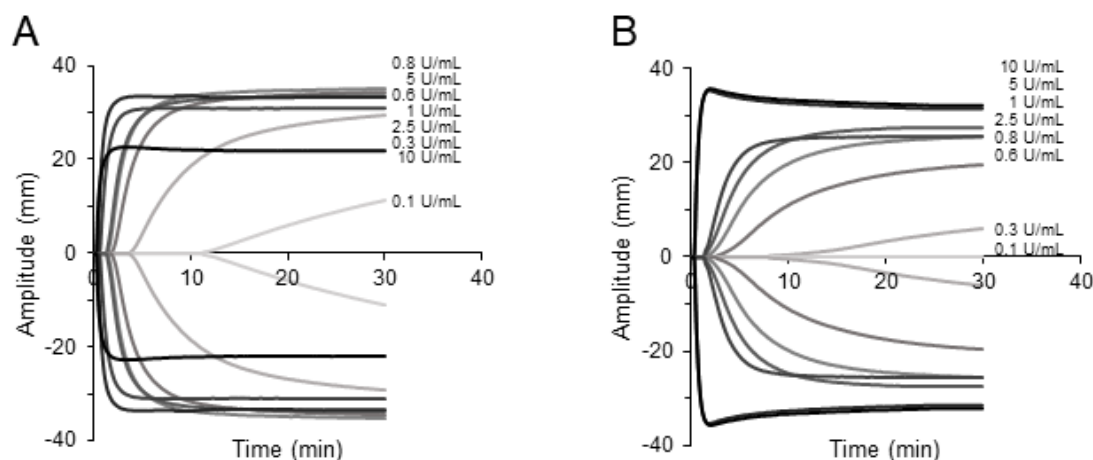 A
Amplitude (mm)
40
20
0
-20
-40
0
10
20
30
40
Time (min)
0.8 U/mL
5 U/mL
0.6 U/mL
1 U/mL
2.5 U/mL
0.3 U/mL
10 U/mL
0.1 U/mL
B
Amplitude (mm)
40
20
0
-20
-40
0
10
20
30
40
Time (min)
10 U/mL
5 U/mL
1 U/mL
2.5 U/mL
0.8 U/mL
0.6 U/mL
0.3 U/mL
0.1 U/mL